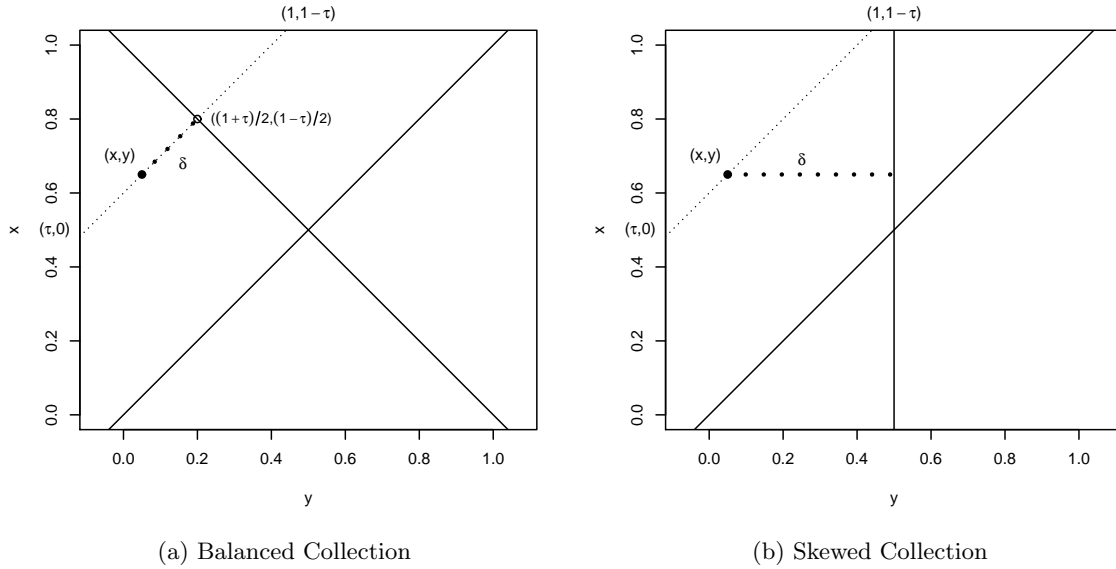 (1,1−τ)
1.0
0.8
((1+τ)/2,(1−τ)/2)
(x,y)
δ
0.6
x
(τ,0)
0.4
0.2
0.0
0.0 0.2 0.4 0.6 0.8 1.0
y
(a) Balanced Collection
(1,1−τ)
1.0
0.8
(x,y)
δ
0.6
x
(τ,0)
0.4
0.2
0.0
0.0 0.2 0.4 0.6 0.8 1.0
y
(b) Skewed Collection